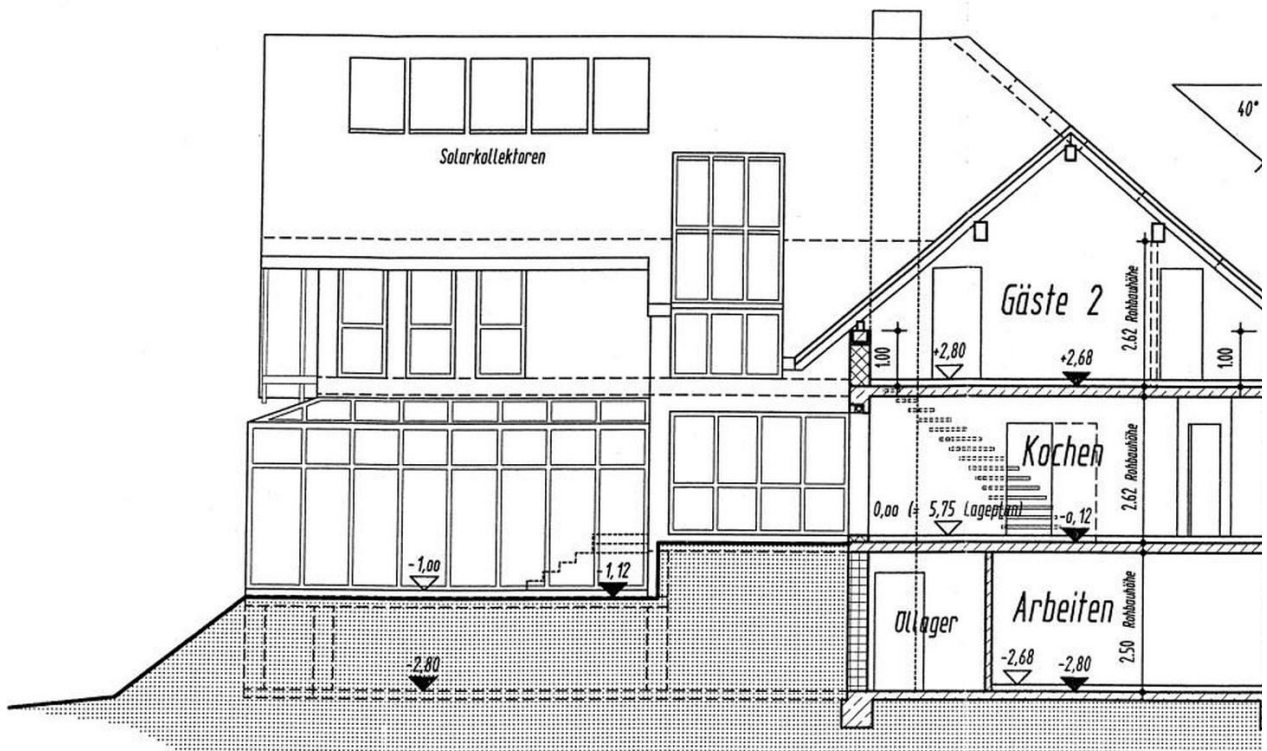 40°
Solarkollektoren
Gäste 2
2.62 Rohbauhöhe
1.00
1.00
+2,80
+2,68
Kochen
2.62 Rohbauhöhe
0,00 (= 5,75 Lageplan)
-0,12
-1,00
-1,12
Öllager
Arbeiten
2.50 Rohbauhöhe
-2,80
-2,68
-2,80